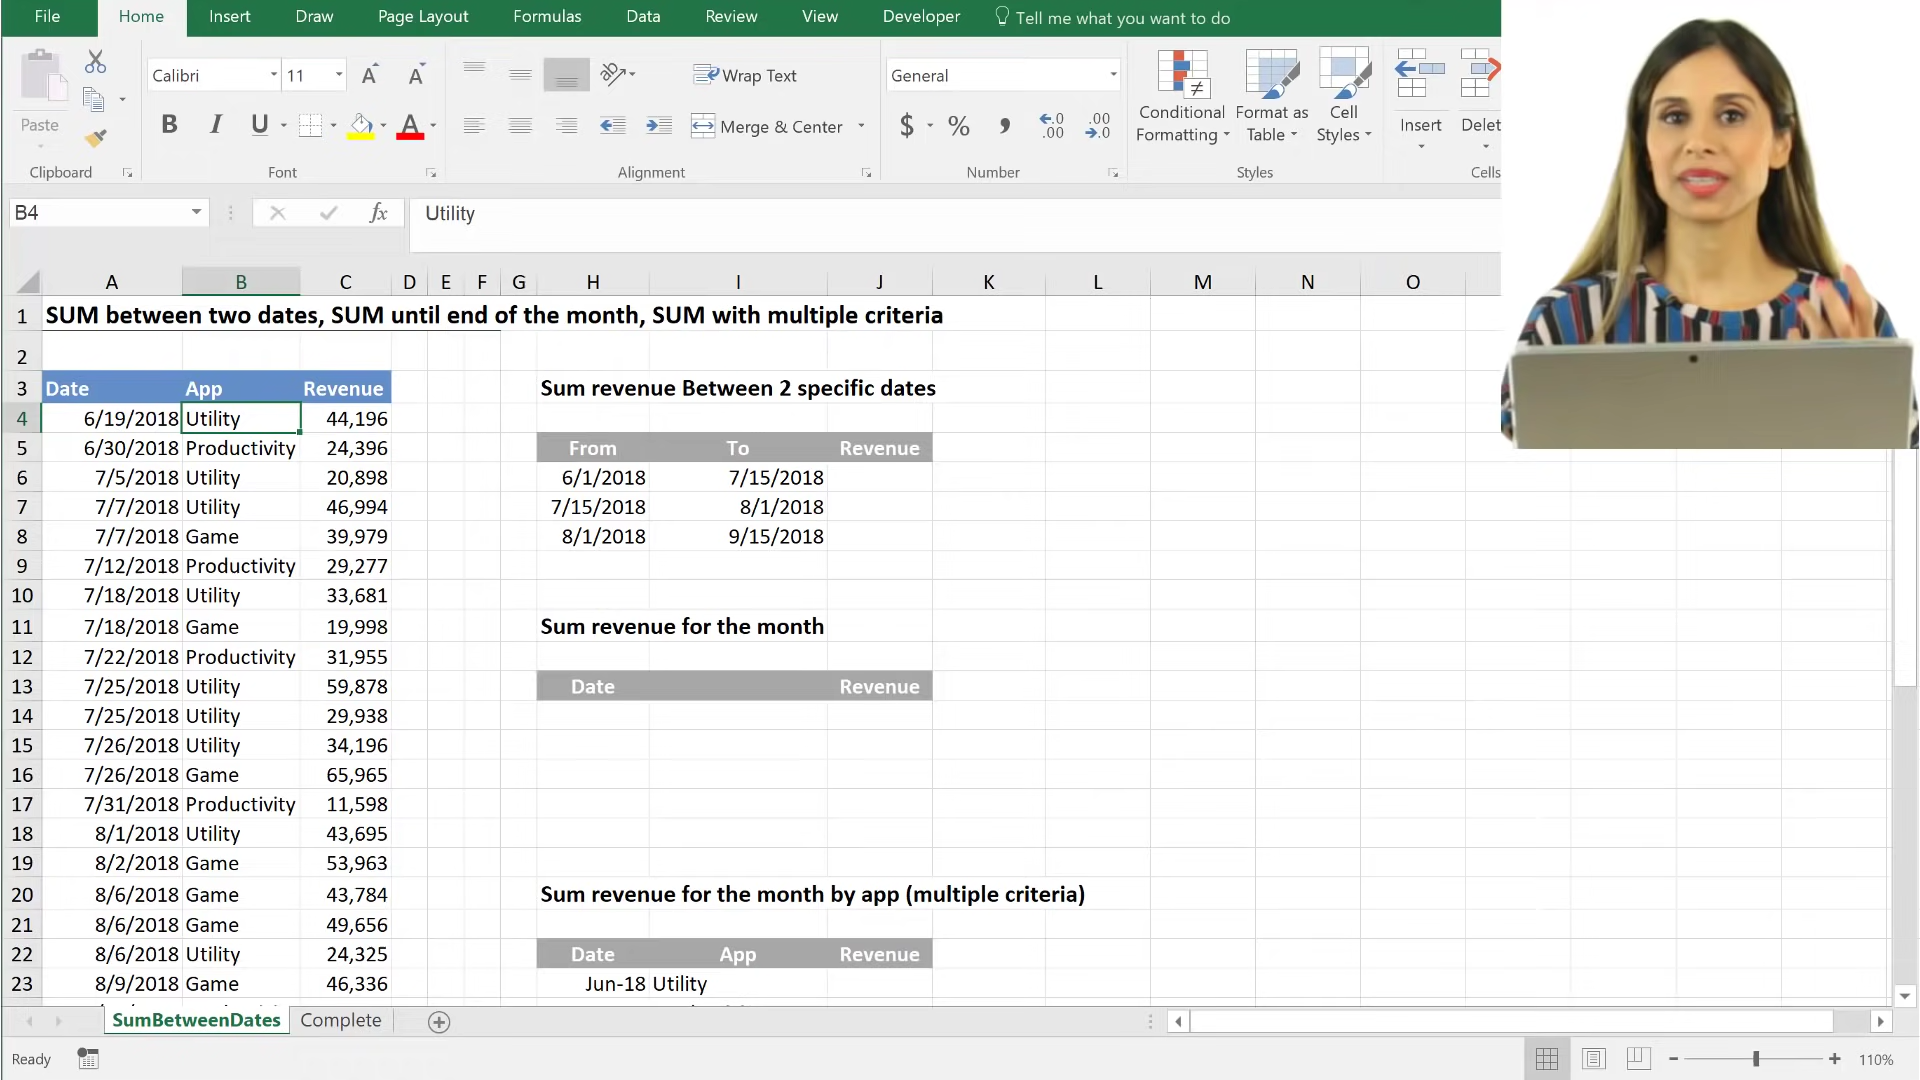 File Home Insert Draw Page Layout Formulas Data Review View Developer Tell me what you want to do
Calibri 11 A A Wrap Text General
Paste B I U A Merge & Center $ % , .0 .00 .00 .0 Conditional Formatting Format as Table Cell Styles Insert Delet
Clipboard Font Alignment Number Styles Cells
B4 fx Utility
A B C D E F G H I J K L M N O
1 SUM between two dates, SUM until end of the month, SUM with multiple criteria
2
3 Date App Revenue Sum revenue Between 2 specific dates
4 6/19/2018 Utility 44,196
5 6/30/2018 Productivity 24,396 From To Revenue
6 7/5/2018 Utility 20,898 6/1/2018 7/15/2018
7 7/7/2018 Utility 46,994 7/15/2018 8/1/2018
8 7/7/2018 Game 39,979 8/1/2018 9/15/2018
9 7/12/2018 Productivity 29,277
10 7/18/2018 Utility 33,681
11 7/18/2018 Game 19,998 Sum revenue for the month
12 7/22/2018 Productivity 31,955
13 7/25/2018 Utility 59,878 Date Revenue
14 7/25/2018 Utility 29,938
15 7/26/2018 Utility 34,196
16 7/26/2018 Game 65,965
17 7/31/2018 Productivity 11,598
18 8/1/2018 Utility 43,695
19 8/2/2018 Game 53,963
20 8/6/2018 Game 43,784 Sum revenue for the month by app (multiple criteria)
21 8/6/2018 Game 49,656
22 8/6/2018 Utility 24,325 Date App Revenue
23 8/9/2018 Game 46,336 Jun-18 Utility
SumBetweenDates Complete
Ready 110%